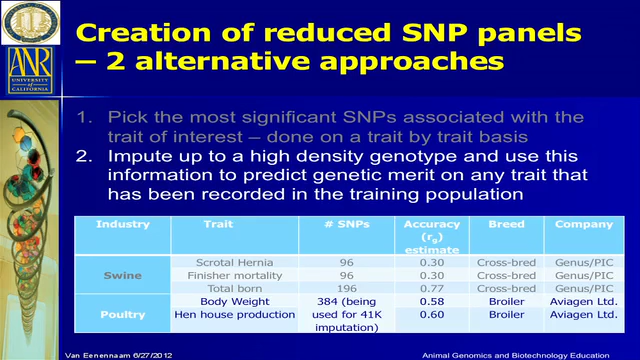 Creation of reduced SNP panels
– 2 alternative approaches
ANR
UNIVERSITY
of
CALIFORNIA
1. Pick the most significant SNPs associated with the
trait of interest – done on a trait by trait basis
2. Impute up to a high density genotype and use this
information to predict genetic merit on any trait that
has been recorded in the training population
Industry Trait # SNPs Accuracy (rg) estimate Breed Company
Swine Scrotal Hernia 96 0.30 Cross-bred Genus/PIC
Finisher mortality 96 0.30 Cross-bred Genus/PIC
Total born 196 0.77 Cross-bred Genus/PIC
Poultry Body Weight 384 (being 0.58 Broiler Aviagen Ltd.
Hen house production used for 41K 0.60 Broiler Aviagen Ltd.
imputation)
Van Eenennaam 6/27/2012 Animal Genomics and Biotechnology Education